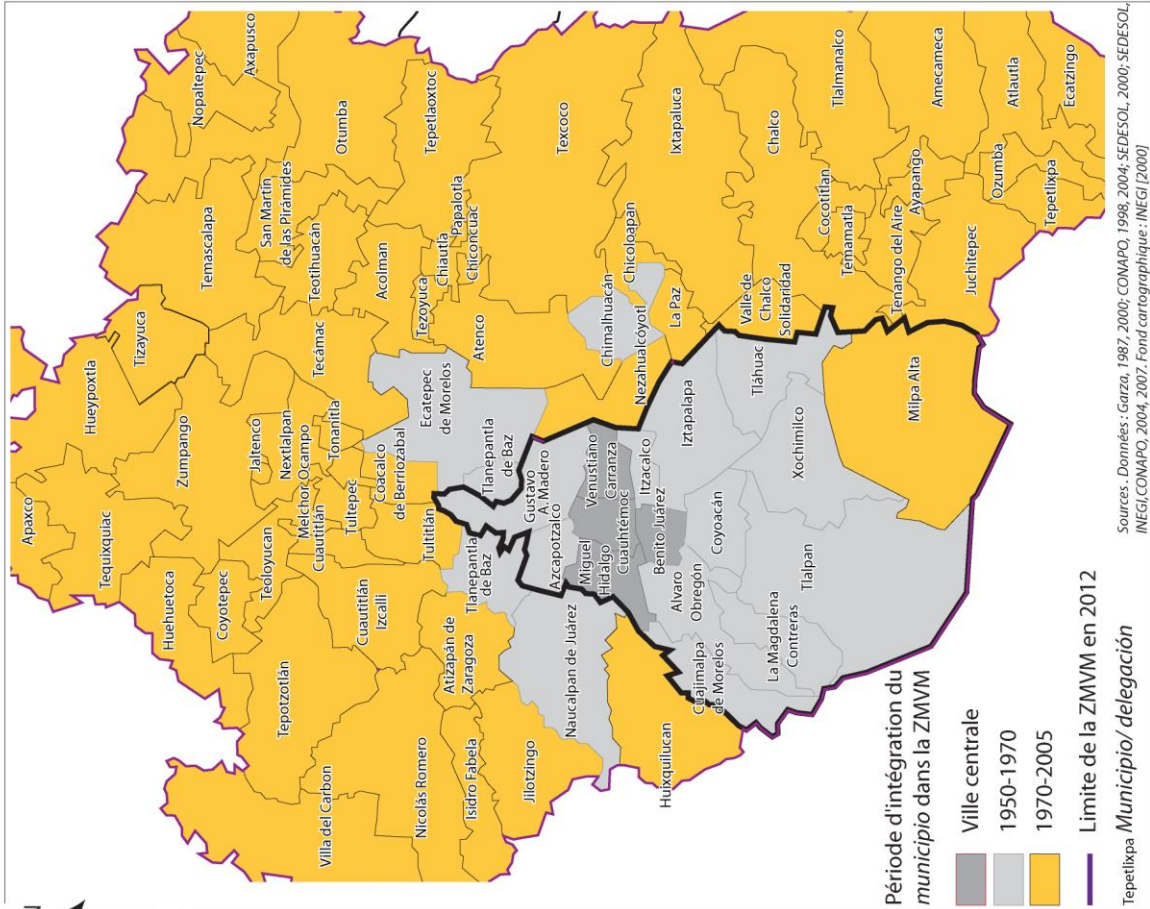 N
Apaxco
Hueypoxtla
Tequixquiac
Tizayuca
Nopaltepec
Axapusco
Huehuetoca
Zumpango
Temascalapa
San Martín
de las Pirámides
Otumba
Coyotepec
Jaltenco
Tecámac
Teotihuacán
Teoloyucan
Nextlalpan
Tepotzotlán
Melchor Ocampo
Tonanitla
Acolman
Tepetlaoxtoc
Villa del Carbon
Cuautitlán
Tultepec
Tezoyuca
Chiautla
Papalotla
Cuautitlán
Izcalli
Coacalco
de Berriozabal
Chiconcuac
Tultitlán
Ecatepec
de Morelos
Atenco
Nicolás Romero
Atizapán de
Zaragoza
Tlanepantla
de Baz
Tlanepantla
de Baz
Texcoco
Isidro Fabela
Gustavo
A. Madero
Jilotzingo
Azcapotzalco
Chimalhuacán
Chicoloapan
Naucalpan de Juárez
Miguel
Hidalgo
Venustiano
Carranza
Cuauhtémoc
Nezahualcóyotl
Itzacalco
La Paz
Ixtapaluca
Huixquilucan
Benito Juárez
Iztapalapa
Cuajimalpa
de Morelos
Alvaro
Obregón
Coyoacán
Valle de
Chalco
Solidaridad
Chalco
Tláhuac
La Magdalena
Contreras
Xochimilco
Cocotitlan
Tlalmanalco
Tlalpan
Temamatla
Tenango del Aire
Ayapango
Amecameca
Milpa Alta
Juchitepec
Ozumba
Atlautla
Tepetlixpa
Ecatzingo
Période d'intégration du
municipio dans la ZMVM
Ville centrale
1950-1970
1970-2005
Limite de la ZMVM en 2012
Tepetlixpa Municipio/ delegación
Sources : Données : Garza, 1987, 2000; CONAPO, 1998, 2004; SEDESOL, 2000; SEDESOL,
INEGI,CONAPO, 2004, 2007. Fond cartographique : INEGI [2000]